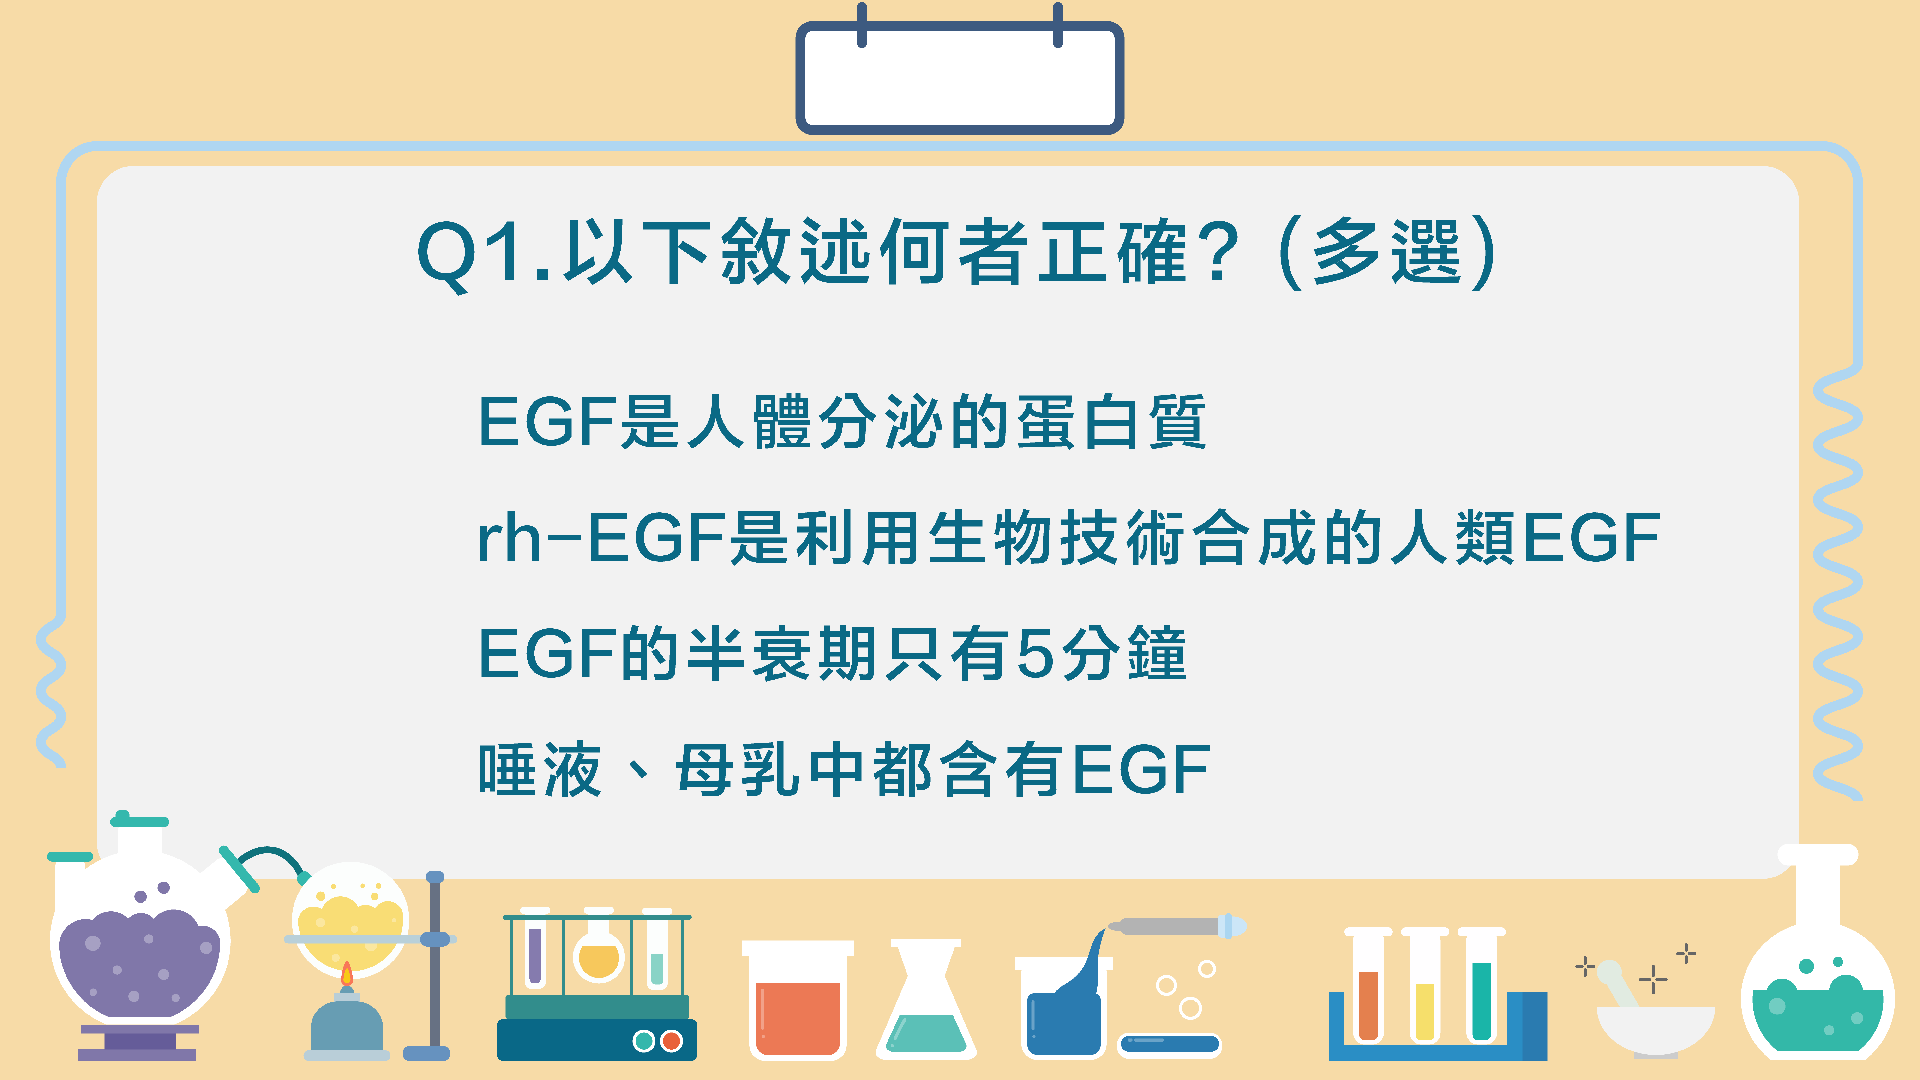 Q1.以下敘述何者正確?(多選)
EGF是人體分泌的蛋白質
rh-EGF是利用生物技術合成的人類EGF
EGF的半衰期只有5分鐘
唾液、母乳中都含有EGF